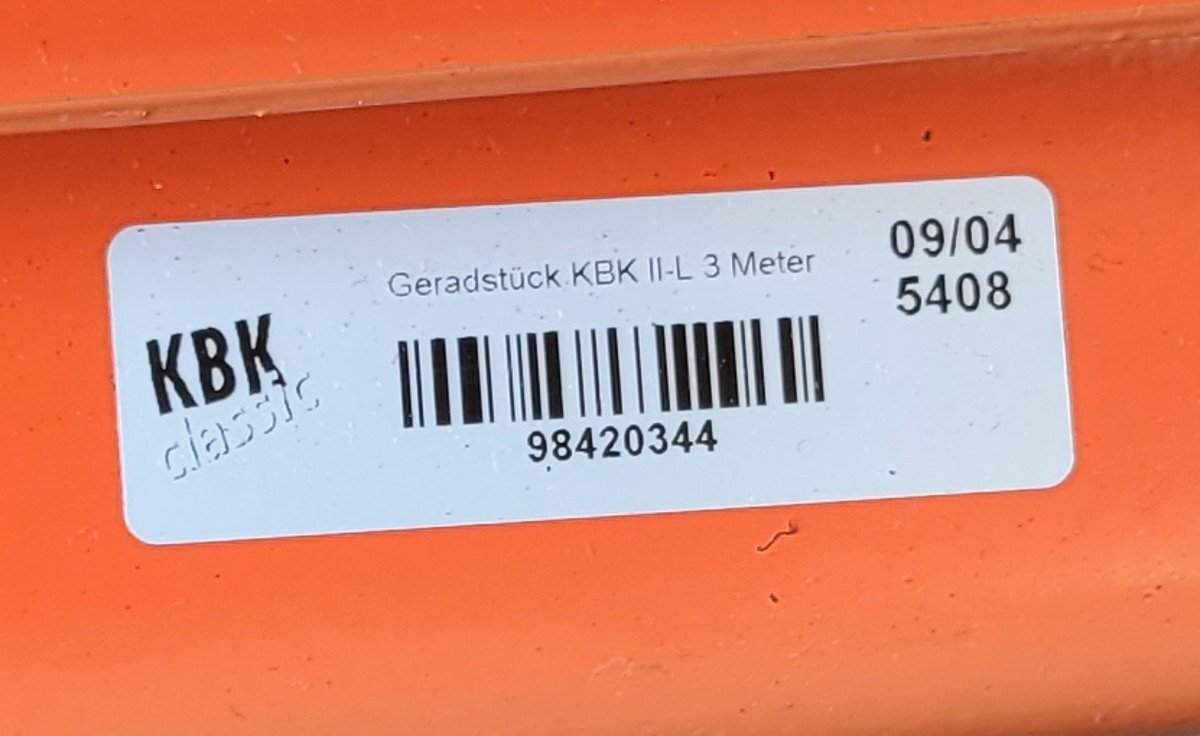 KBK
classic
Geradstück KBK II-L 3 Meter
98420344
09/04
5408